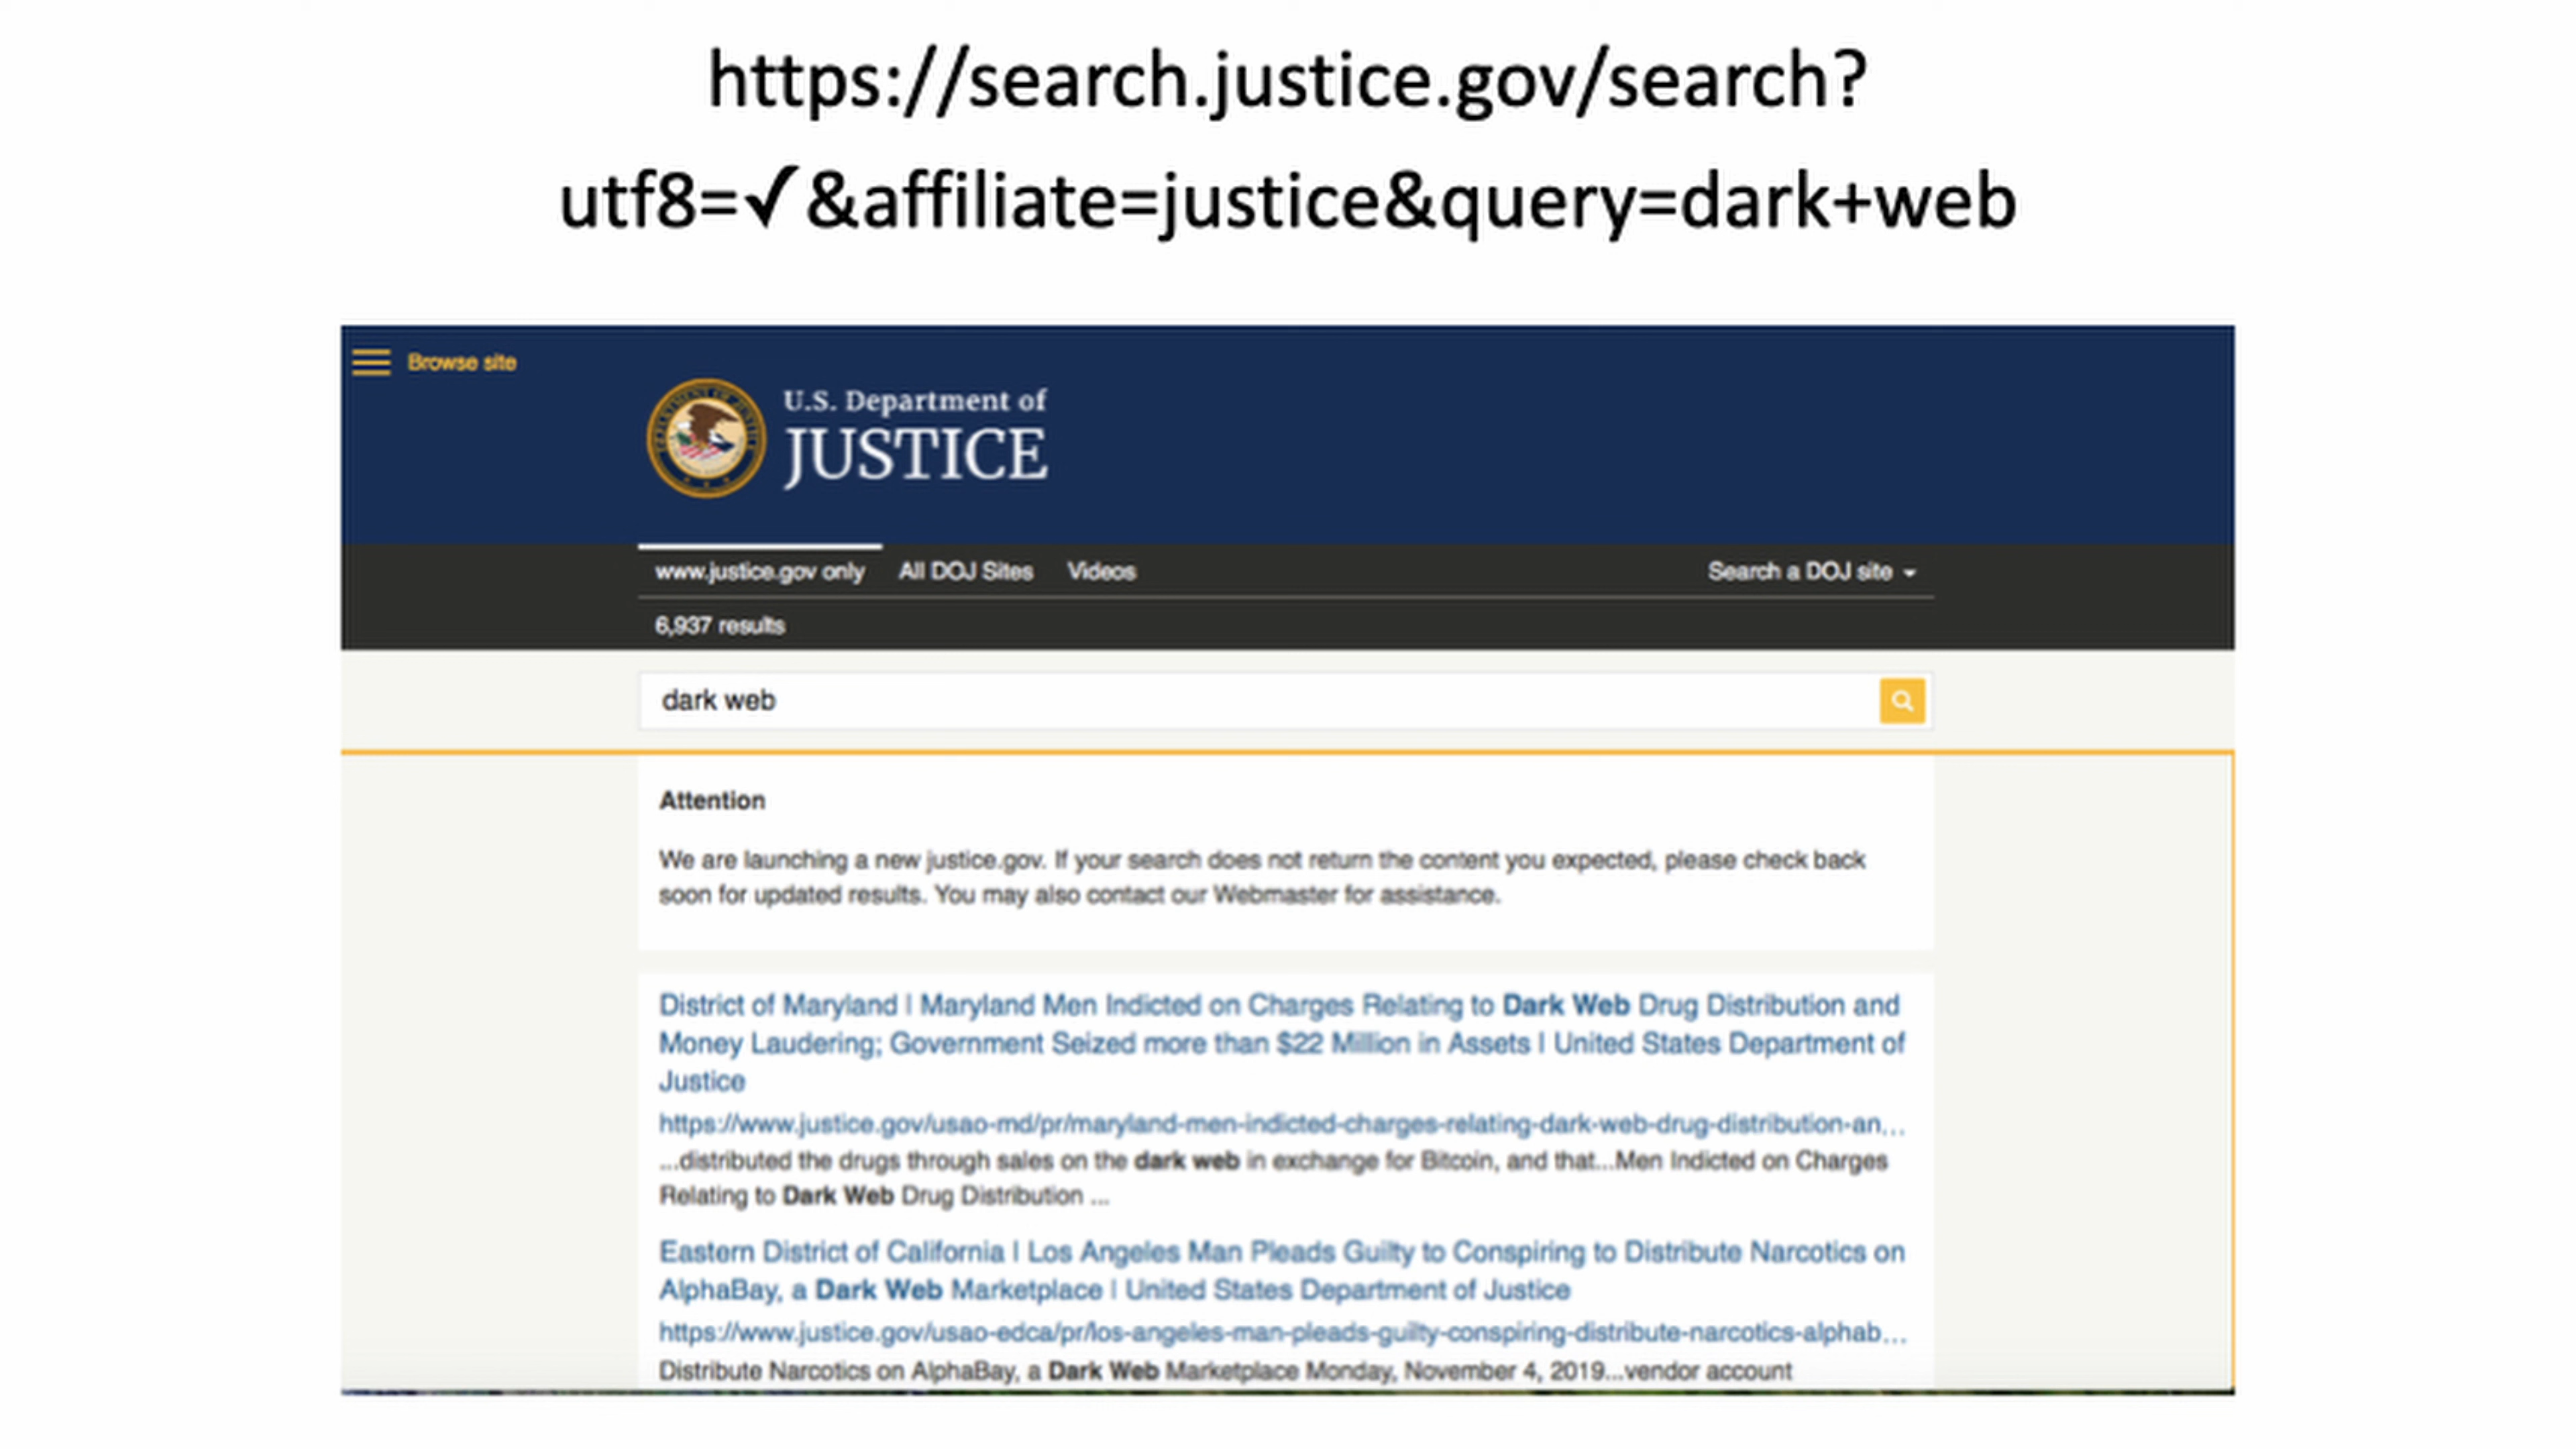 https://search.justice.gov/search?
utf8=✓&affiliate=justice&query=dark+web
Browse site
U.S. Department of
JUSTICE
www.justice.gov only All DOJ Sites Videos Search a DOJ site
6,937 results
dark web
Attention
We are launching a new justice.gov. If your search does not return the content you expected, please check back
soon for updated results. You may also contact our Webmaster for assistance.
District of Maryland | Maryland Men Indicted on Charges Relating to Dark Web Drug Distribution and
Money Laudering; Government Seized more than $22 Million in Assets | United States Department of
Justice
https://www.justice.gov/usao-md/pr/maryland-men-indicted-charges-relating-dark-web-drug-distribution-an...
...distributed the drugs through sales on the dark web in exchange for Bitcoin, and that...Men Indicted on Charges
Relating to Dark Web Drug Distribution ...
Eastern District of California | Los Angeles Man Pleads Guilty to Conspiring to Distribute Narcotics on
AlphaBay, a Dark Web Marketplace | United States Department of Justice
https://www.justice.gov/usao-edca/pr/los-angeles-man-pleads-guilty-conspiring-distribute-narcotics-alphab...
Distribute Narcotics on AlphaBay, a Dark Web Marketplace Monday, November 4, 2019...vendor account